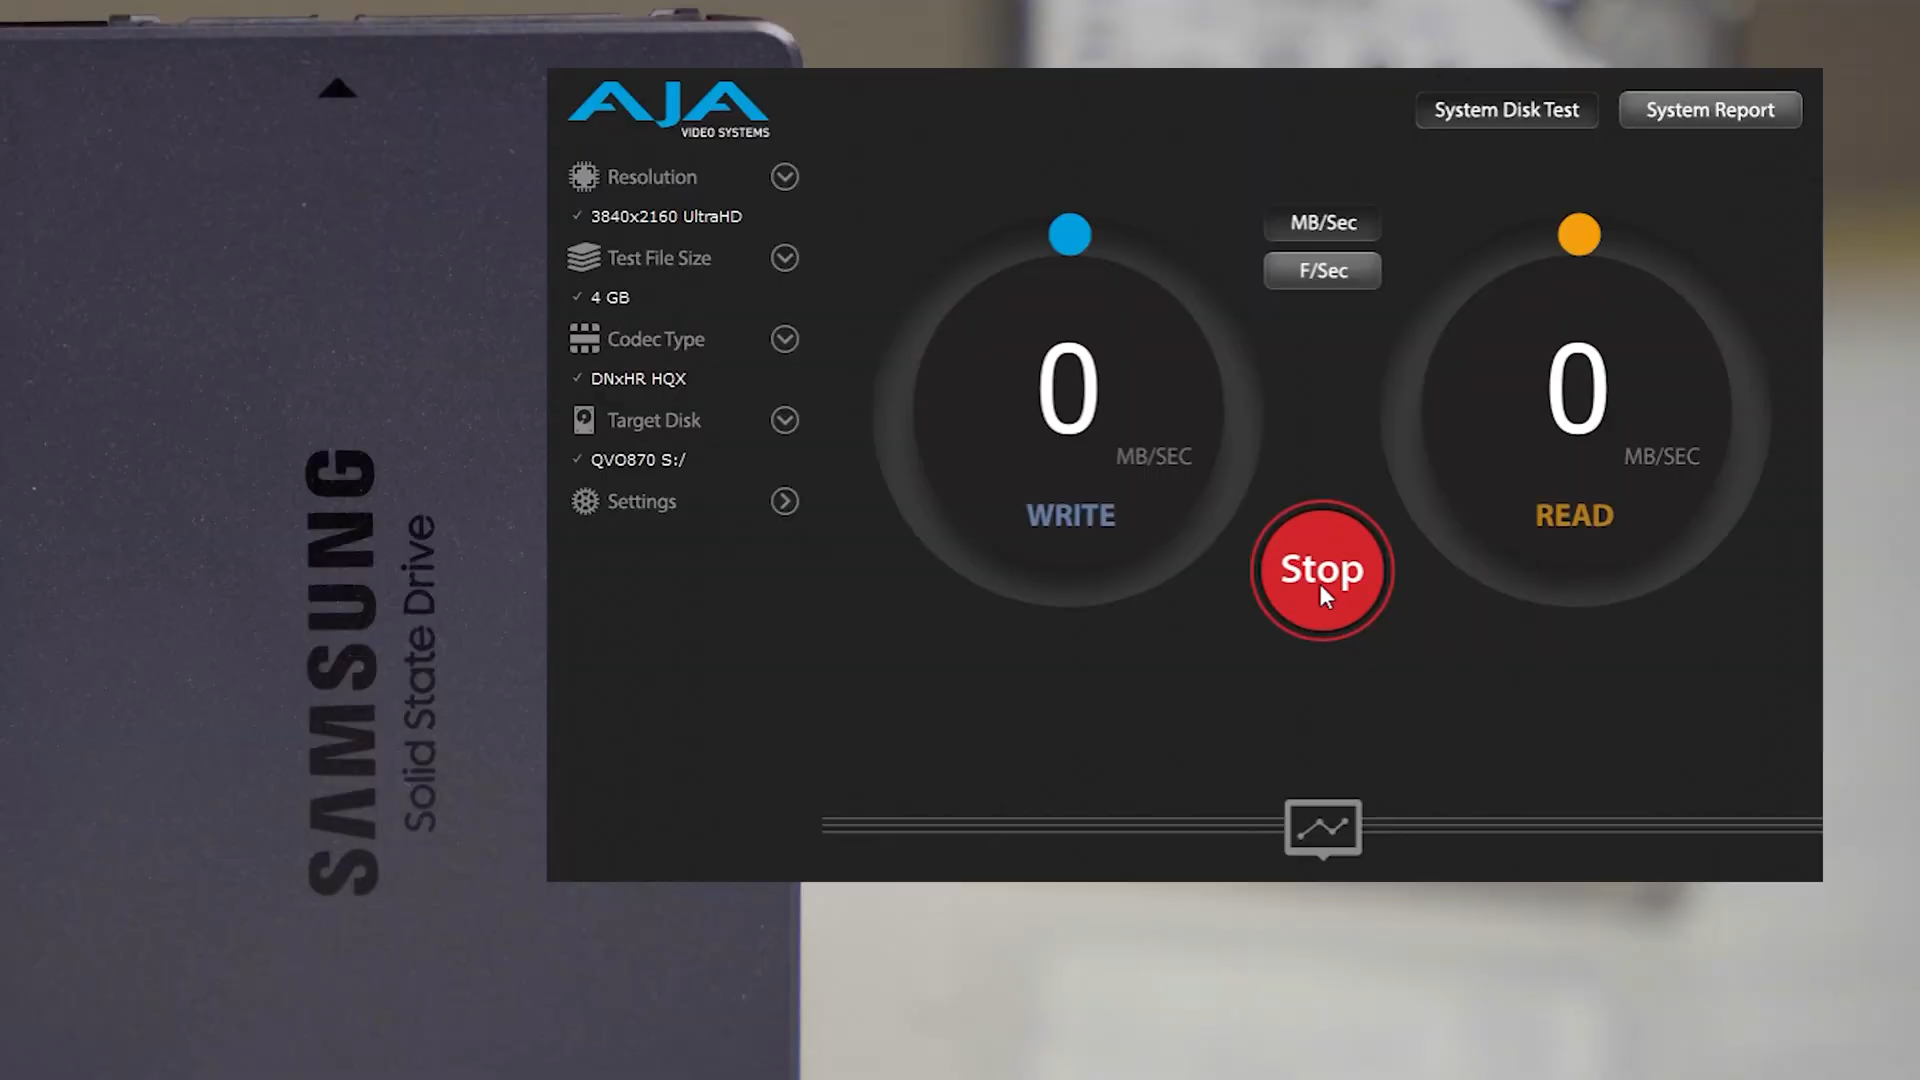 SAMSUNG
Solid State Drive
AJA
VIDEO SYSTEMS
System Disk Test
System Report
Resolution
✓ 3840x2160 UltraHD
Test File Size
✓ 4 GB
Codec Type
✓ DNxHR HQX
Target Disk
✓ QVO870 S:/
Settings
MB/Sec
F/Sec
0
MB/SEC
WRITE
0
MB/SEC
READ
Stop